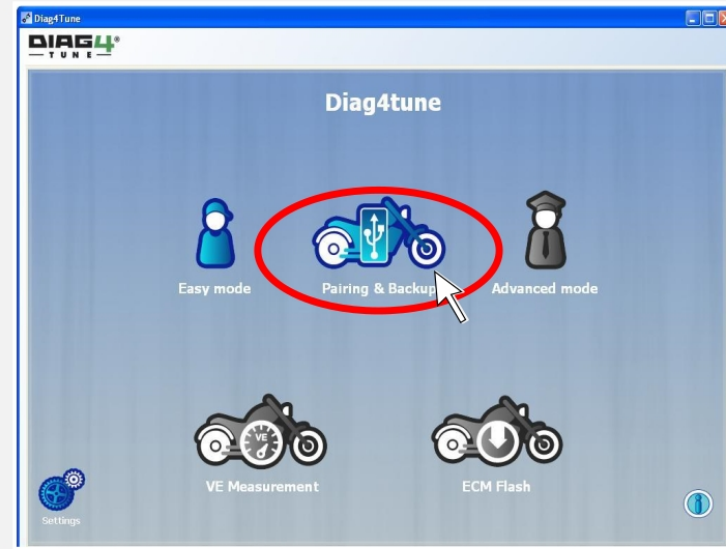 Diag4Tune
DIAG4®
TUNE
Diag4tune
Easy mode
Pairing & Backup
Advanced mode
VE
VE Measurement
ECM Flash
Settings